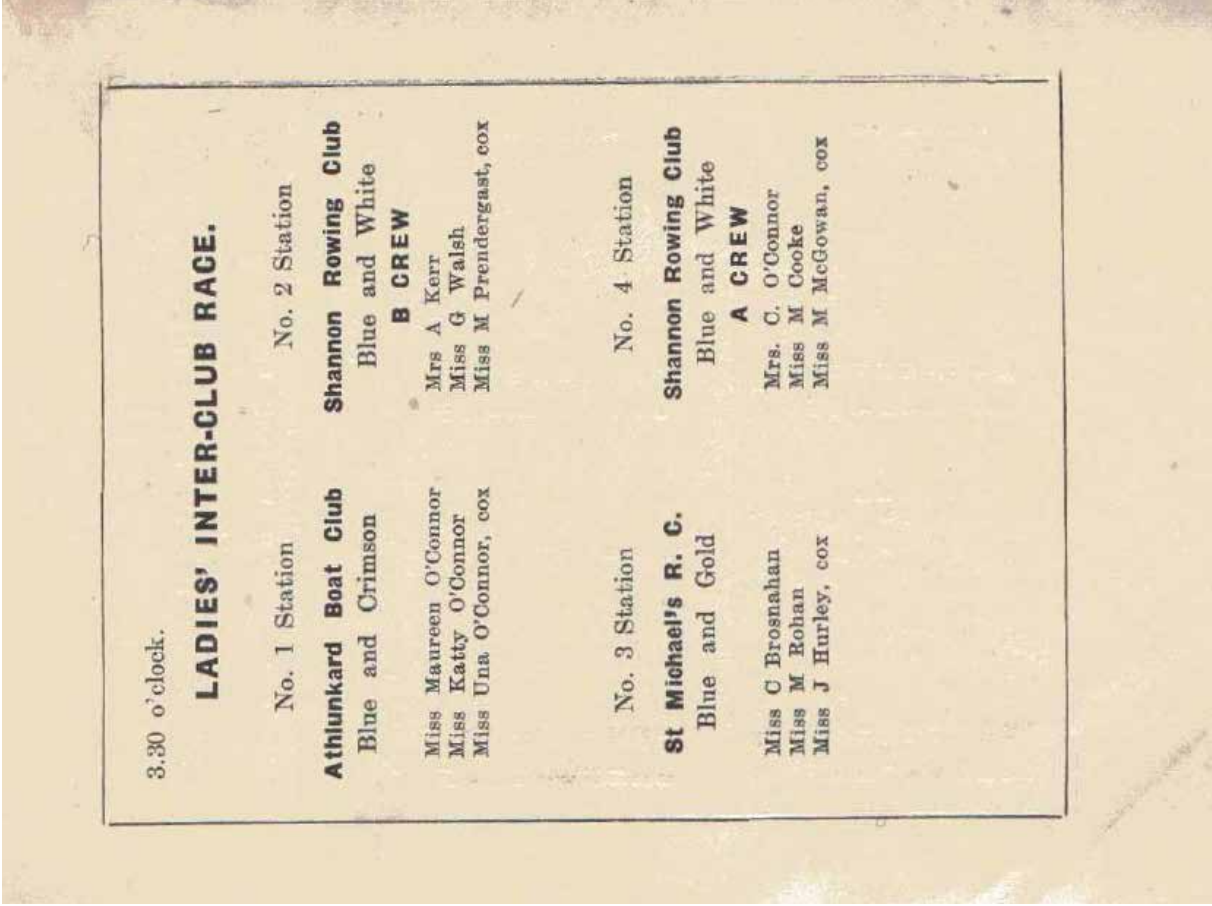 3.30 o'clock.
LADIES' INTER-CLUB RACE.
No. 1 Station
Athlunkard Boat Club
Blue and Crimson
Miss Maureen O'Connor
Miss Katty O'Connor
Miss Una O'Connor, cox
No. 2 Station
Shannon Rowing Club
Blue and White
B CREW
Mrs A Kerr
Miss G Walsh
Miss M Prendergast, cox
No. 3 Station
St Michael's R. C.
Blue and Gold
Miss C Brosnahan
Miss M Rohan
Miss J Hurley, cox
No. 4 Station
Shannon Rowing Club
Blue and White
A CREW
Mrs. C. O'Connor
Miss M Cooke
Miss M McGowan, cox